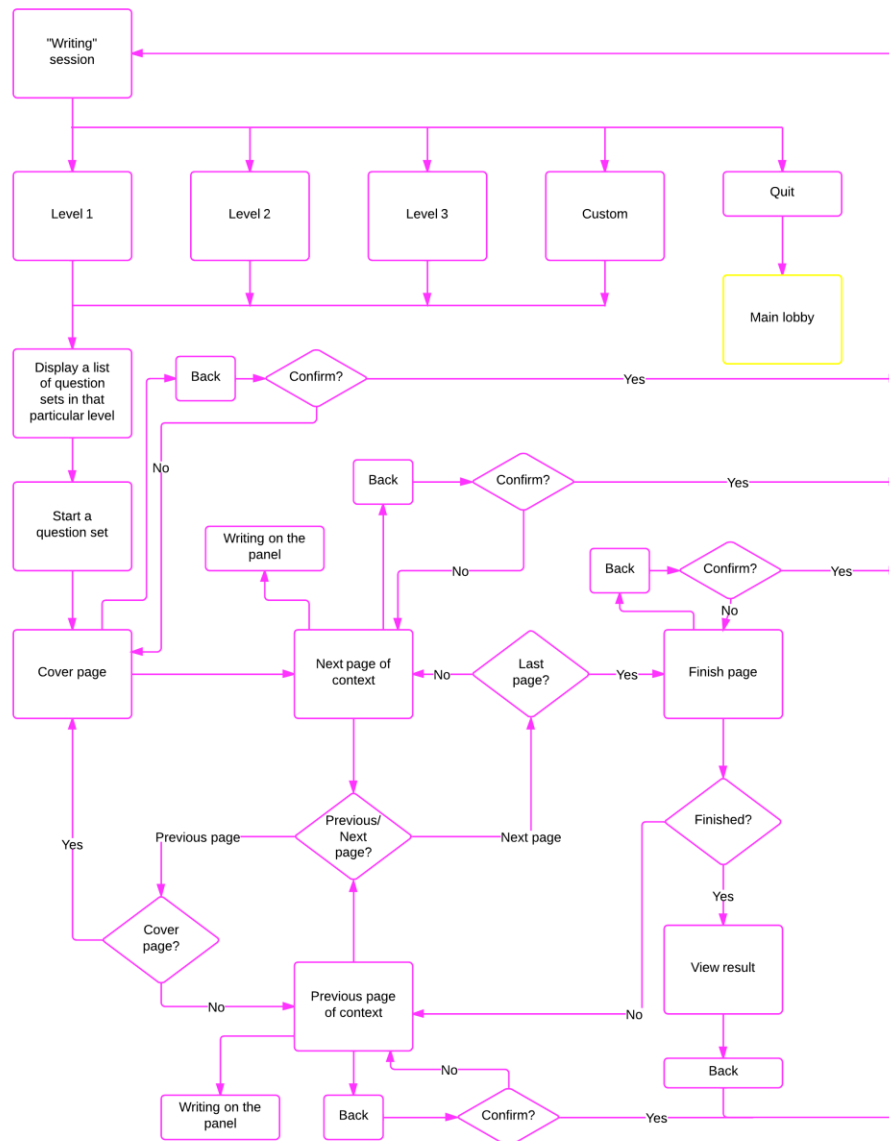 "Writing"
session
Level 1
Level 2
Level 3
Custom
Quit
Main lobby
Display a list
of question
sets in that
particular level
Back
Confirm?
Yes
No
Start a
question set
Back
Confirm?
Yes
No
Writing on the
panel
Back
Confirm?
Yes
No
Cover page
Next page of
context
No
Last
page?
Yes
Finish page
Previous/
Next
page?
Previous page
Next page
Yes
Finished?
Yes
Cover
page?
No
Previous page
of context
No
View result
Writing on the
panel
Back
No
Confirm?
Yes
Back